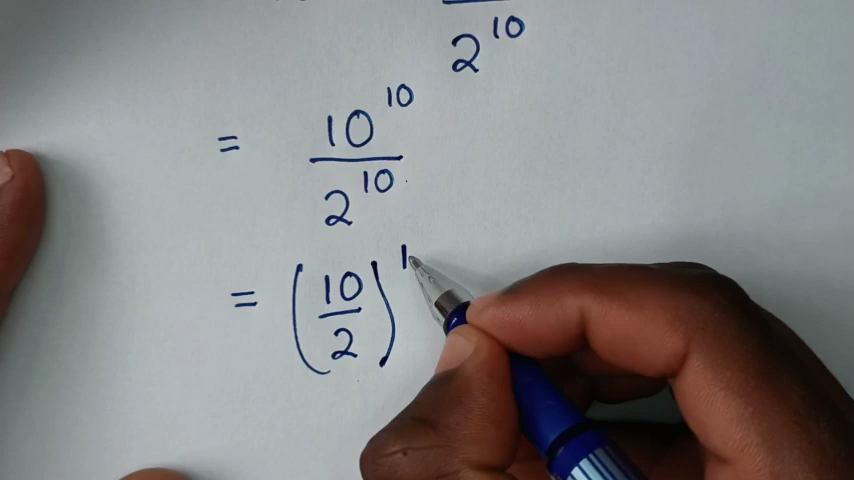 2^10
= 10^10
2^10
= (10/2)^1